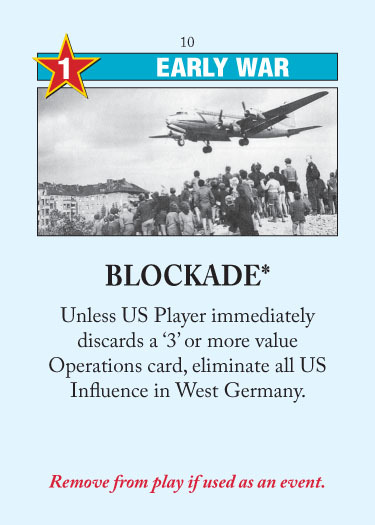 10
1
EARLY WAR
BLOCKADE*
Unless US Player immediately
discards a ‘3’ or more value
Operations card, eliminate all US
Influence in West Germany.
Remove from play if used as an event.